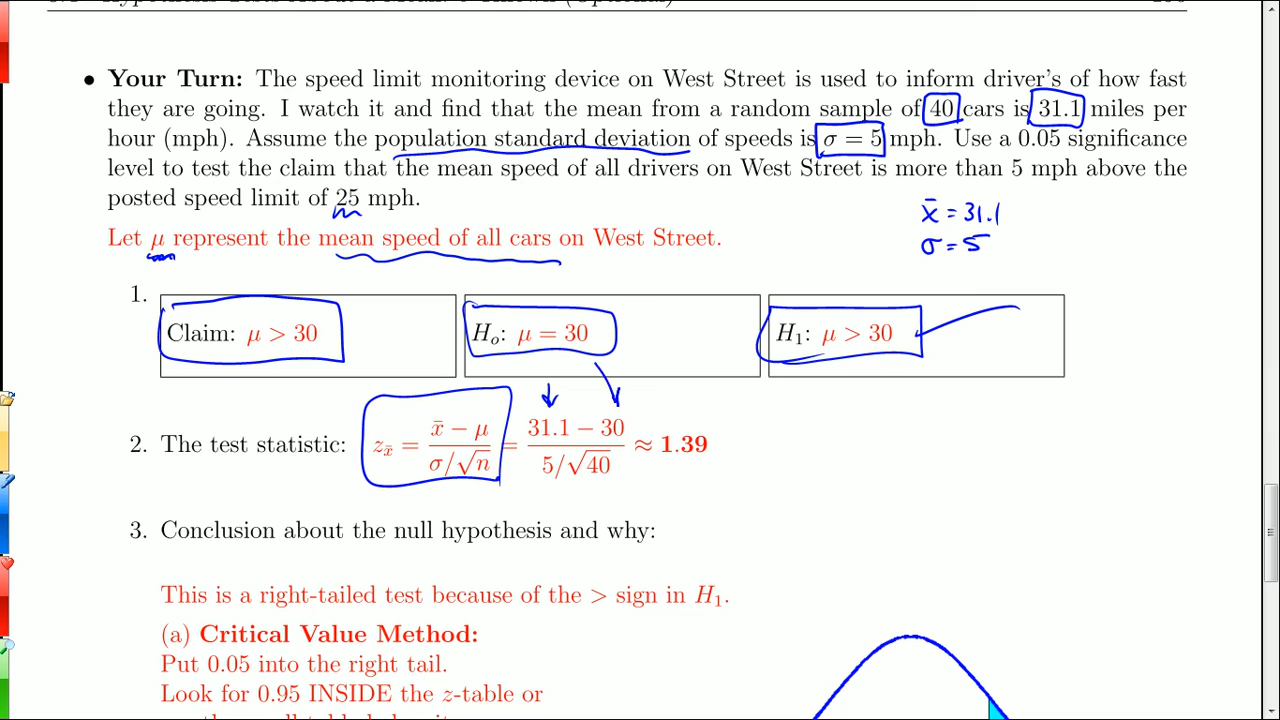 • Your Turn: The speed limit monitoring device on West Street is used to inform driver's of how fast
they are going. I watch it and find that the mean from a random sample of 40 cars is 31.1 miles per
hour (mph). Assume the population standard deviation of speeds is σ = 5 mph. Use a 0.05 significance
level to test the claim that the mean speed of all drivers on West Street is more than 5 mph above the
posted speed limit of 25 mph.
x̄ = 31.1
Let μ represent the mean speed of all cars on West Street.
σ = 5
1.
Claim: μ > 30
H₀: μ = 30
H₁: μ > 30
2. The test statistic: z_x̄ = (x̄ − μ)/(σ/√n) = (31.1 − 30)/(5/√40) ≈ 1.39
3. Conclusion about the null hypothesis and why:
This is a right-tailed test because of the > sign in H₁.
(a) Critical Value Method:
Put 0.05 into the right tail.
Look for 0.95 INSIDE the z-table or